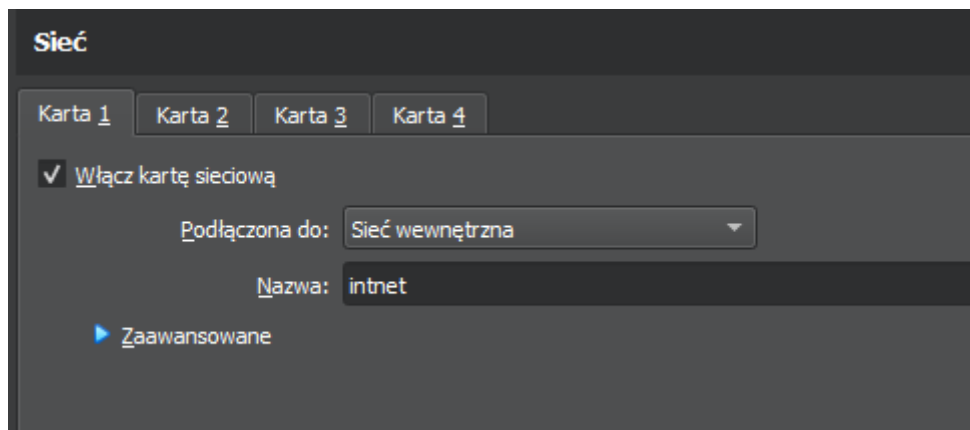 Sieć
Karta 1 Karta 2 Karta 3 Karta 4
Włącz kartę sieciową
Podłączona do: Sieć wewnętrzna
Nazwa: intnet
Zaawansowane